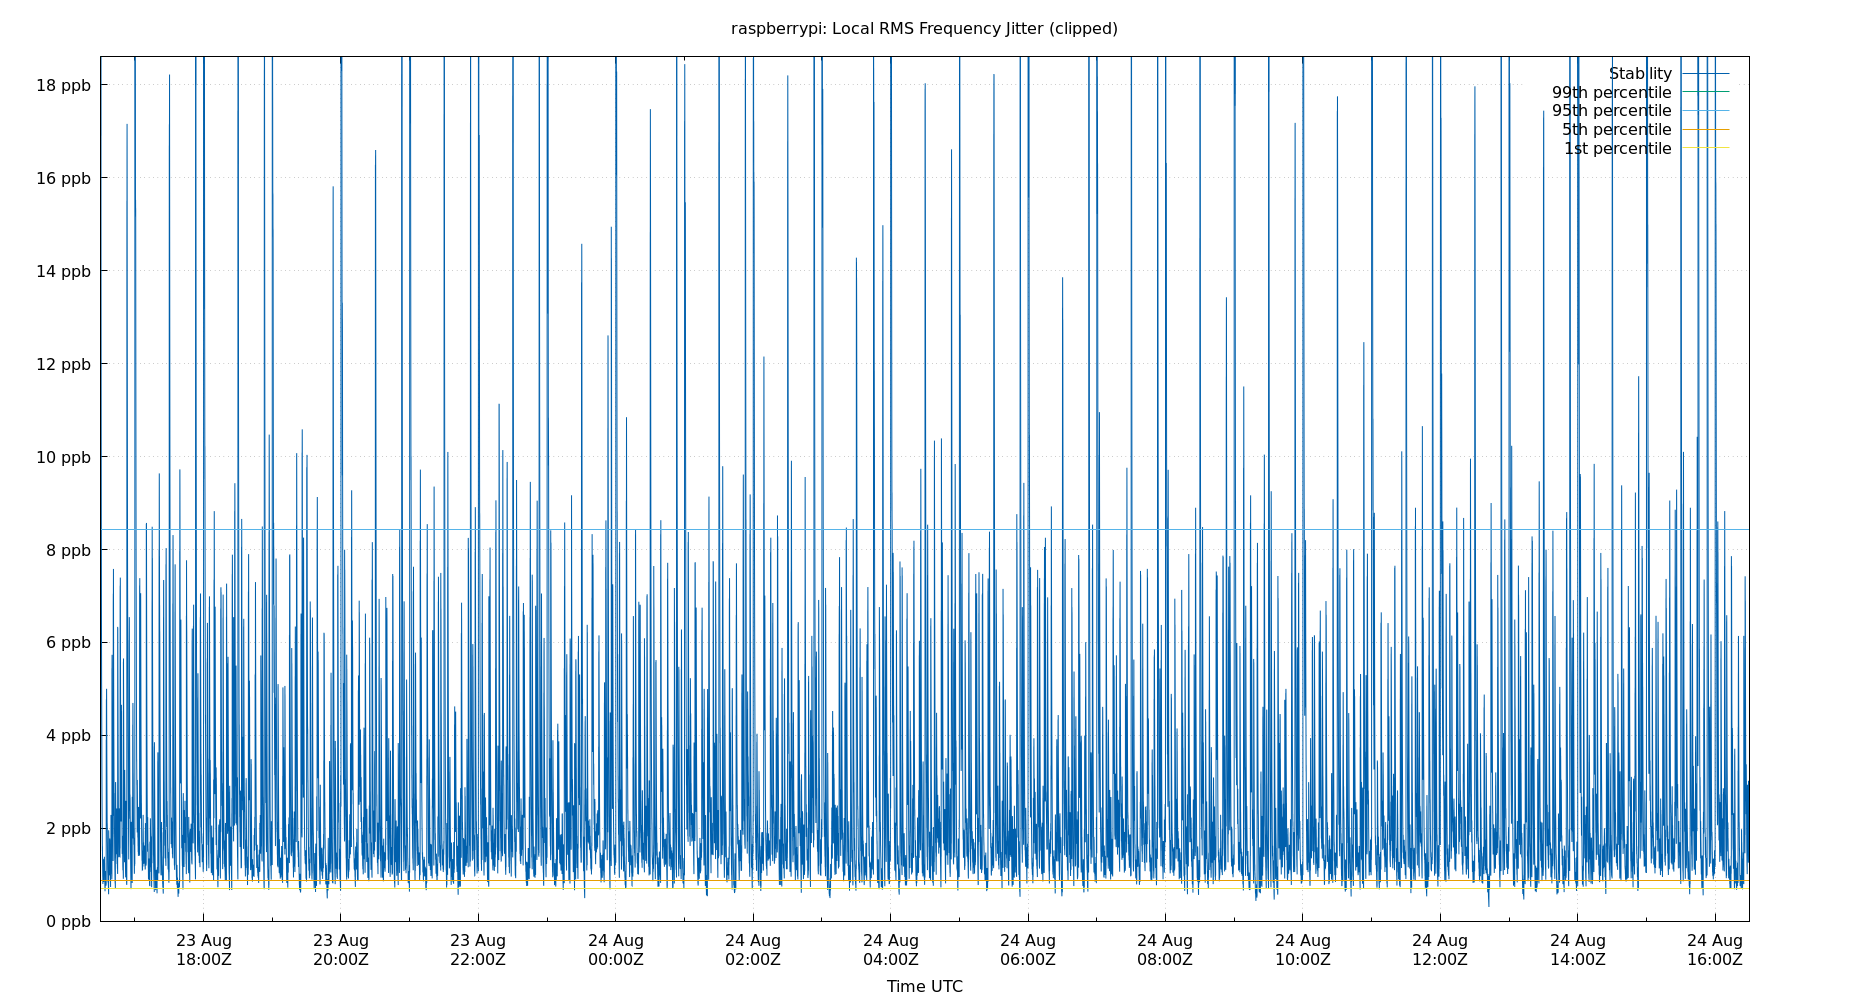 raspberrypi: Local RMS Frequency Jitter (clipped)
18 ppb
16 ppb
14 ppb
12 ppb
10 ppb
8 ppb
6 ppb
4 ppb
2 ppb
0 ppb
Stability
99th percentile
95th percentile
5th percentile
1st percentile
23 Aug
18:00Z
23 Aug
20:00Z
23 Aug
22:00Z
24 Aug
00:00Z
24 Aug
02:00Z
24 Aug
04:00Z
24 Aug
06:00Z
24 Aug
08:00Z
24 Aug
10:00Z
24 Aug
12:00Z
24 Aug
14:00Z
24 Aug
16:00Z
Time UTC